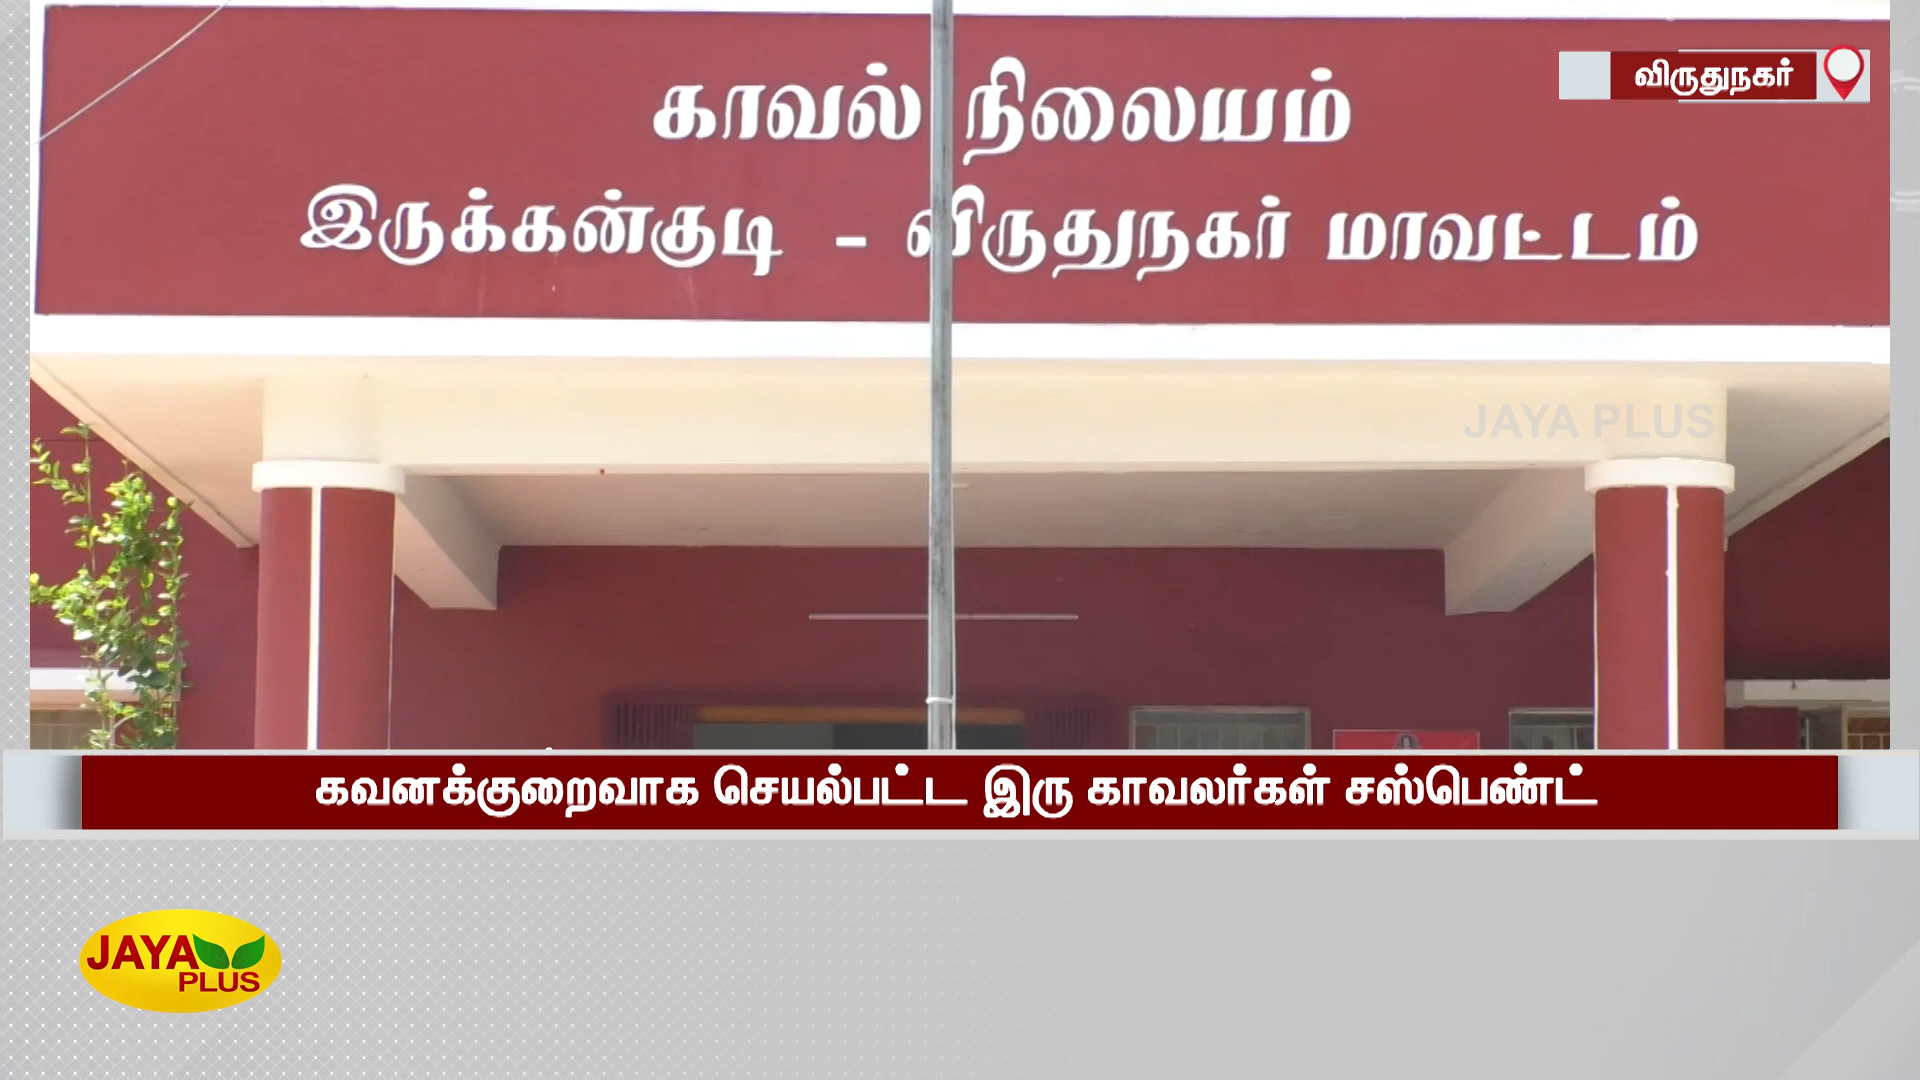 காவல் நிலையம்
இருக்கன்குடி - விருதுநகர் மாவட்டம்
விருதுநகர்
JAYA PLUS
கவனக்குறைவாக செயல்பட்ட இரு காவலர்கள் சஸ்பெண்ட்
JAYA
PLUS